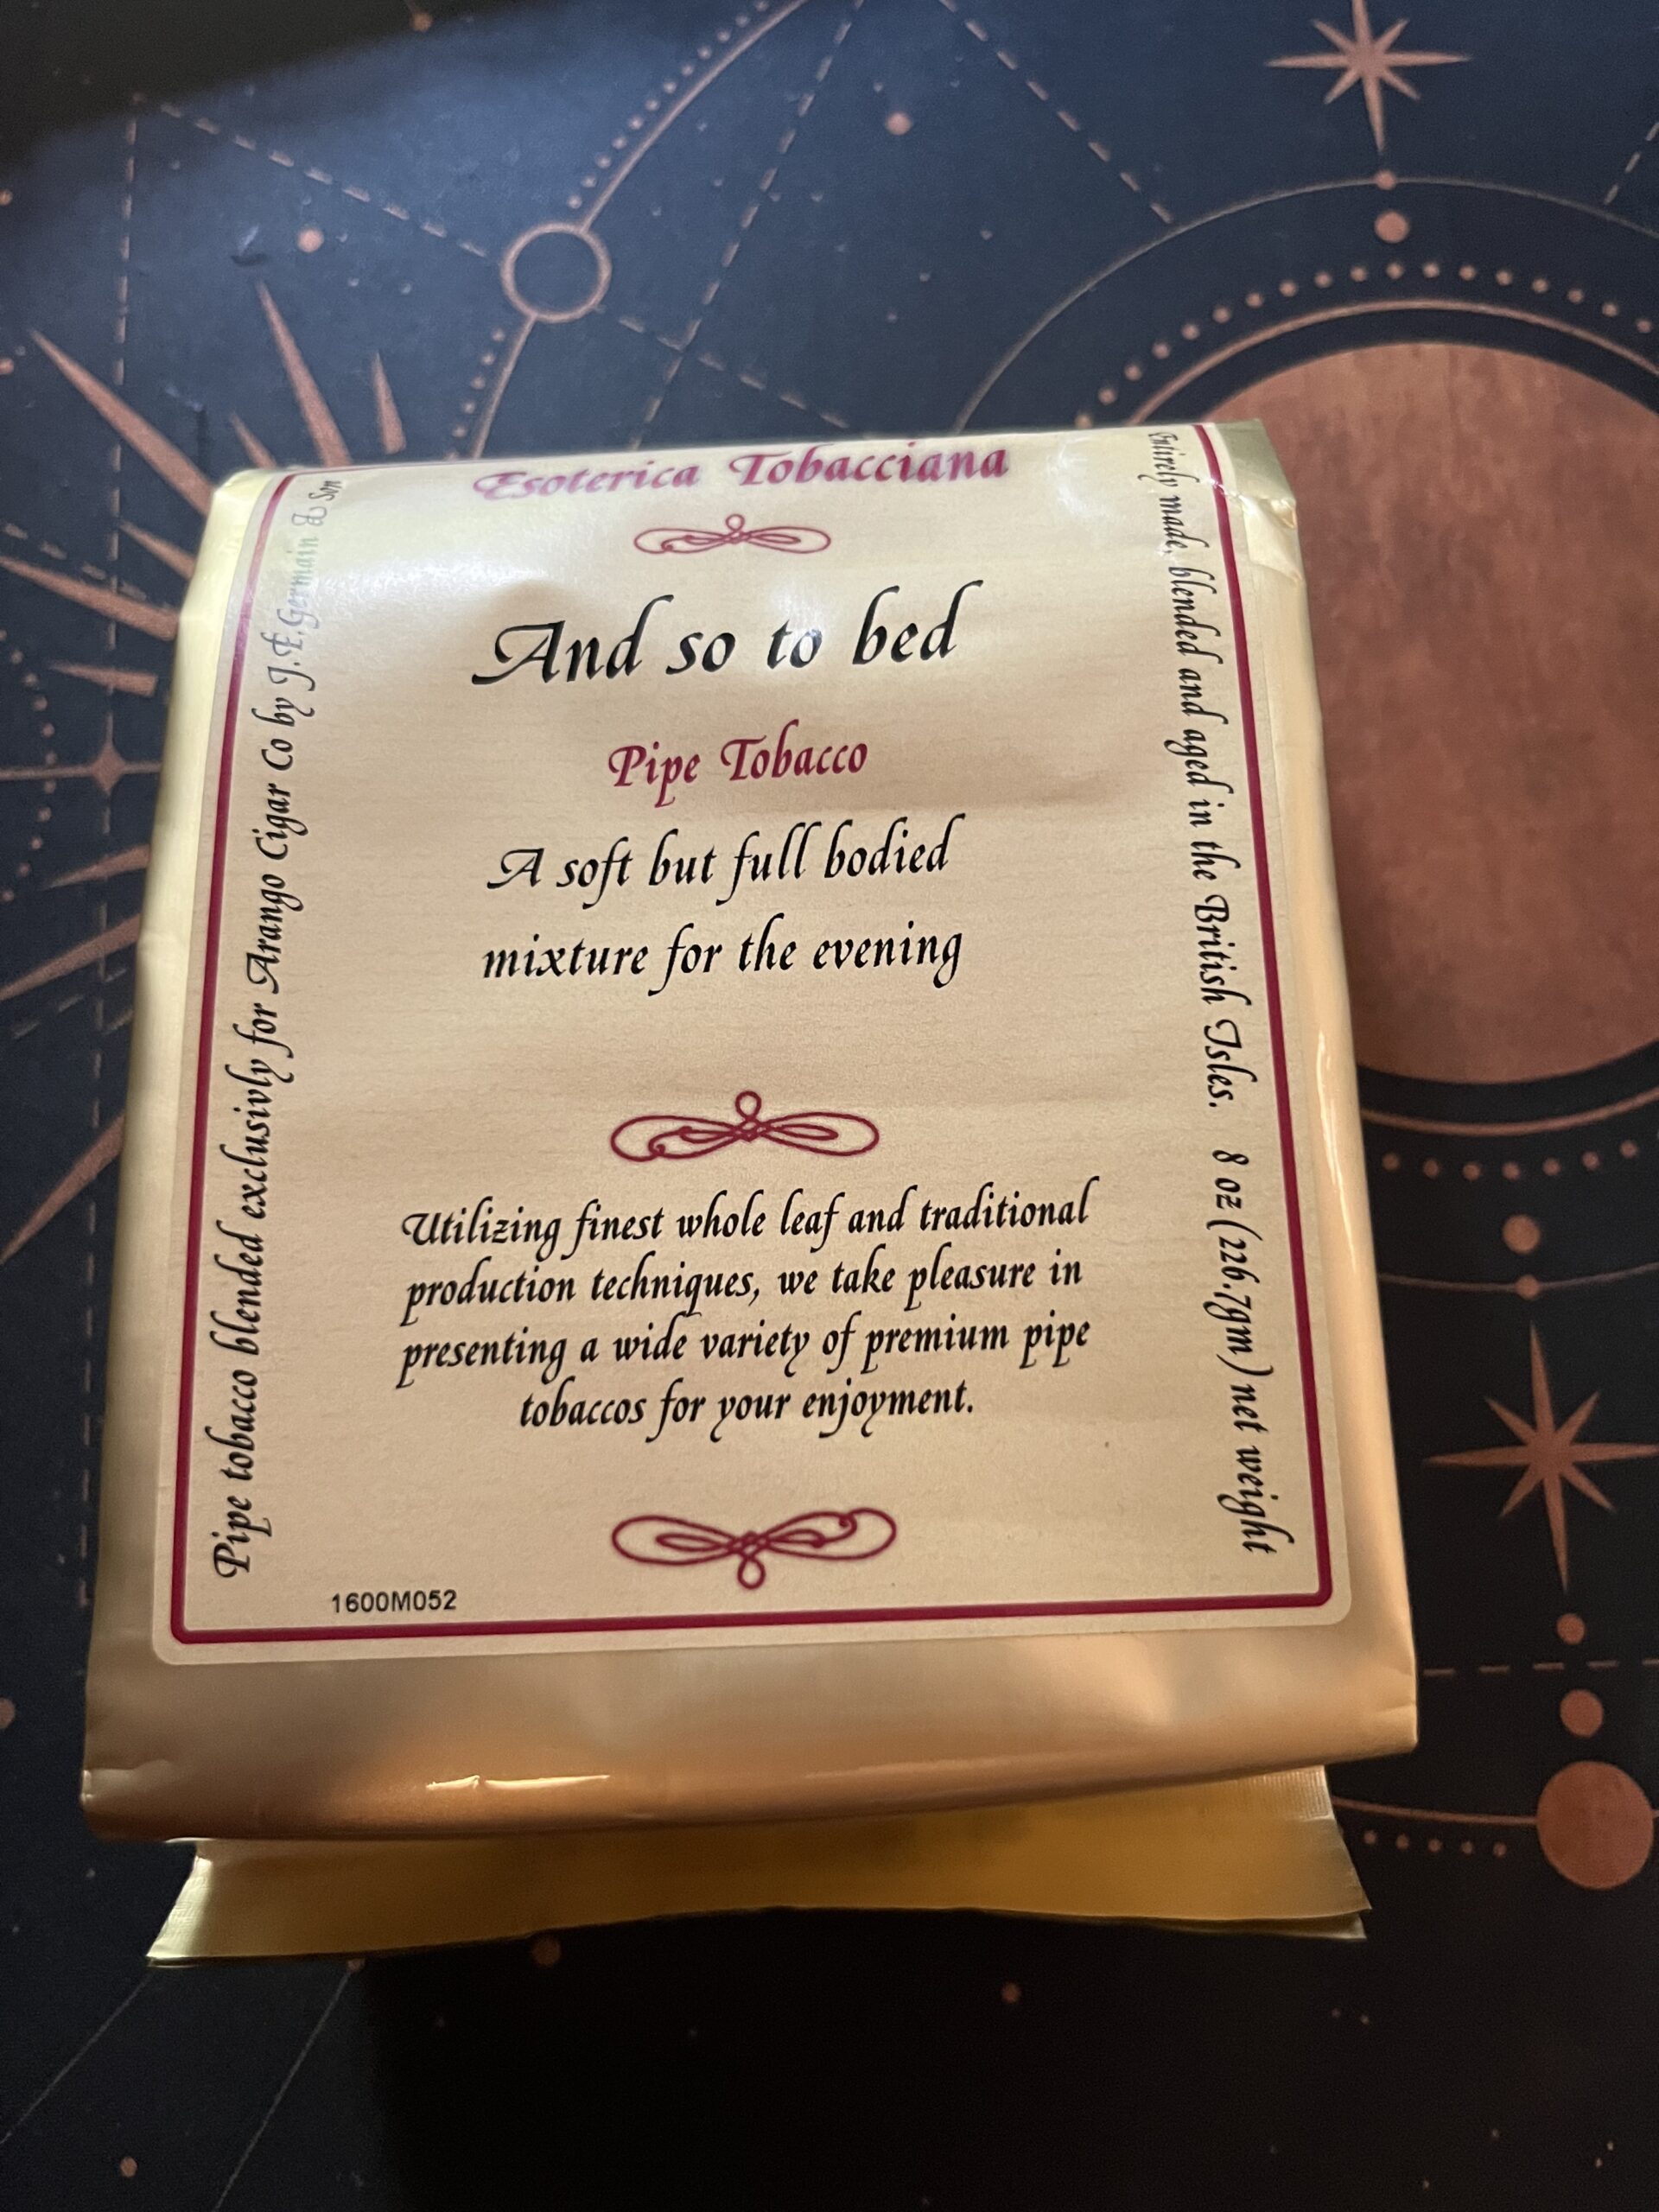 Esoterica Tobacciana
And so to bed
Pipe Tobacco
A soft but full bodied
mixture for the evening
Utilizing finest whole leaf and traditional
production techniques, we take pleasure in
presenting a wide variety of premium pipe
tobaccos for your enjoyment.
1600M052
Pipe tobacco blended exclusivly for Arango Cigar Co by J.F. Germain & Son
Entirely made, blended and aged in the British Isles. 8 oz (226.7gm) net weight